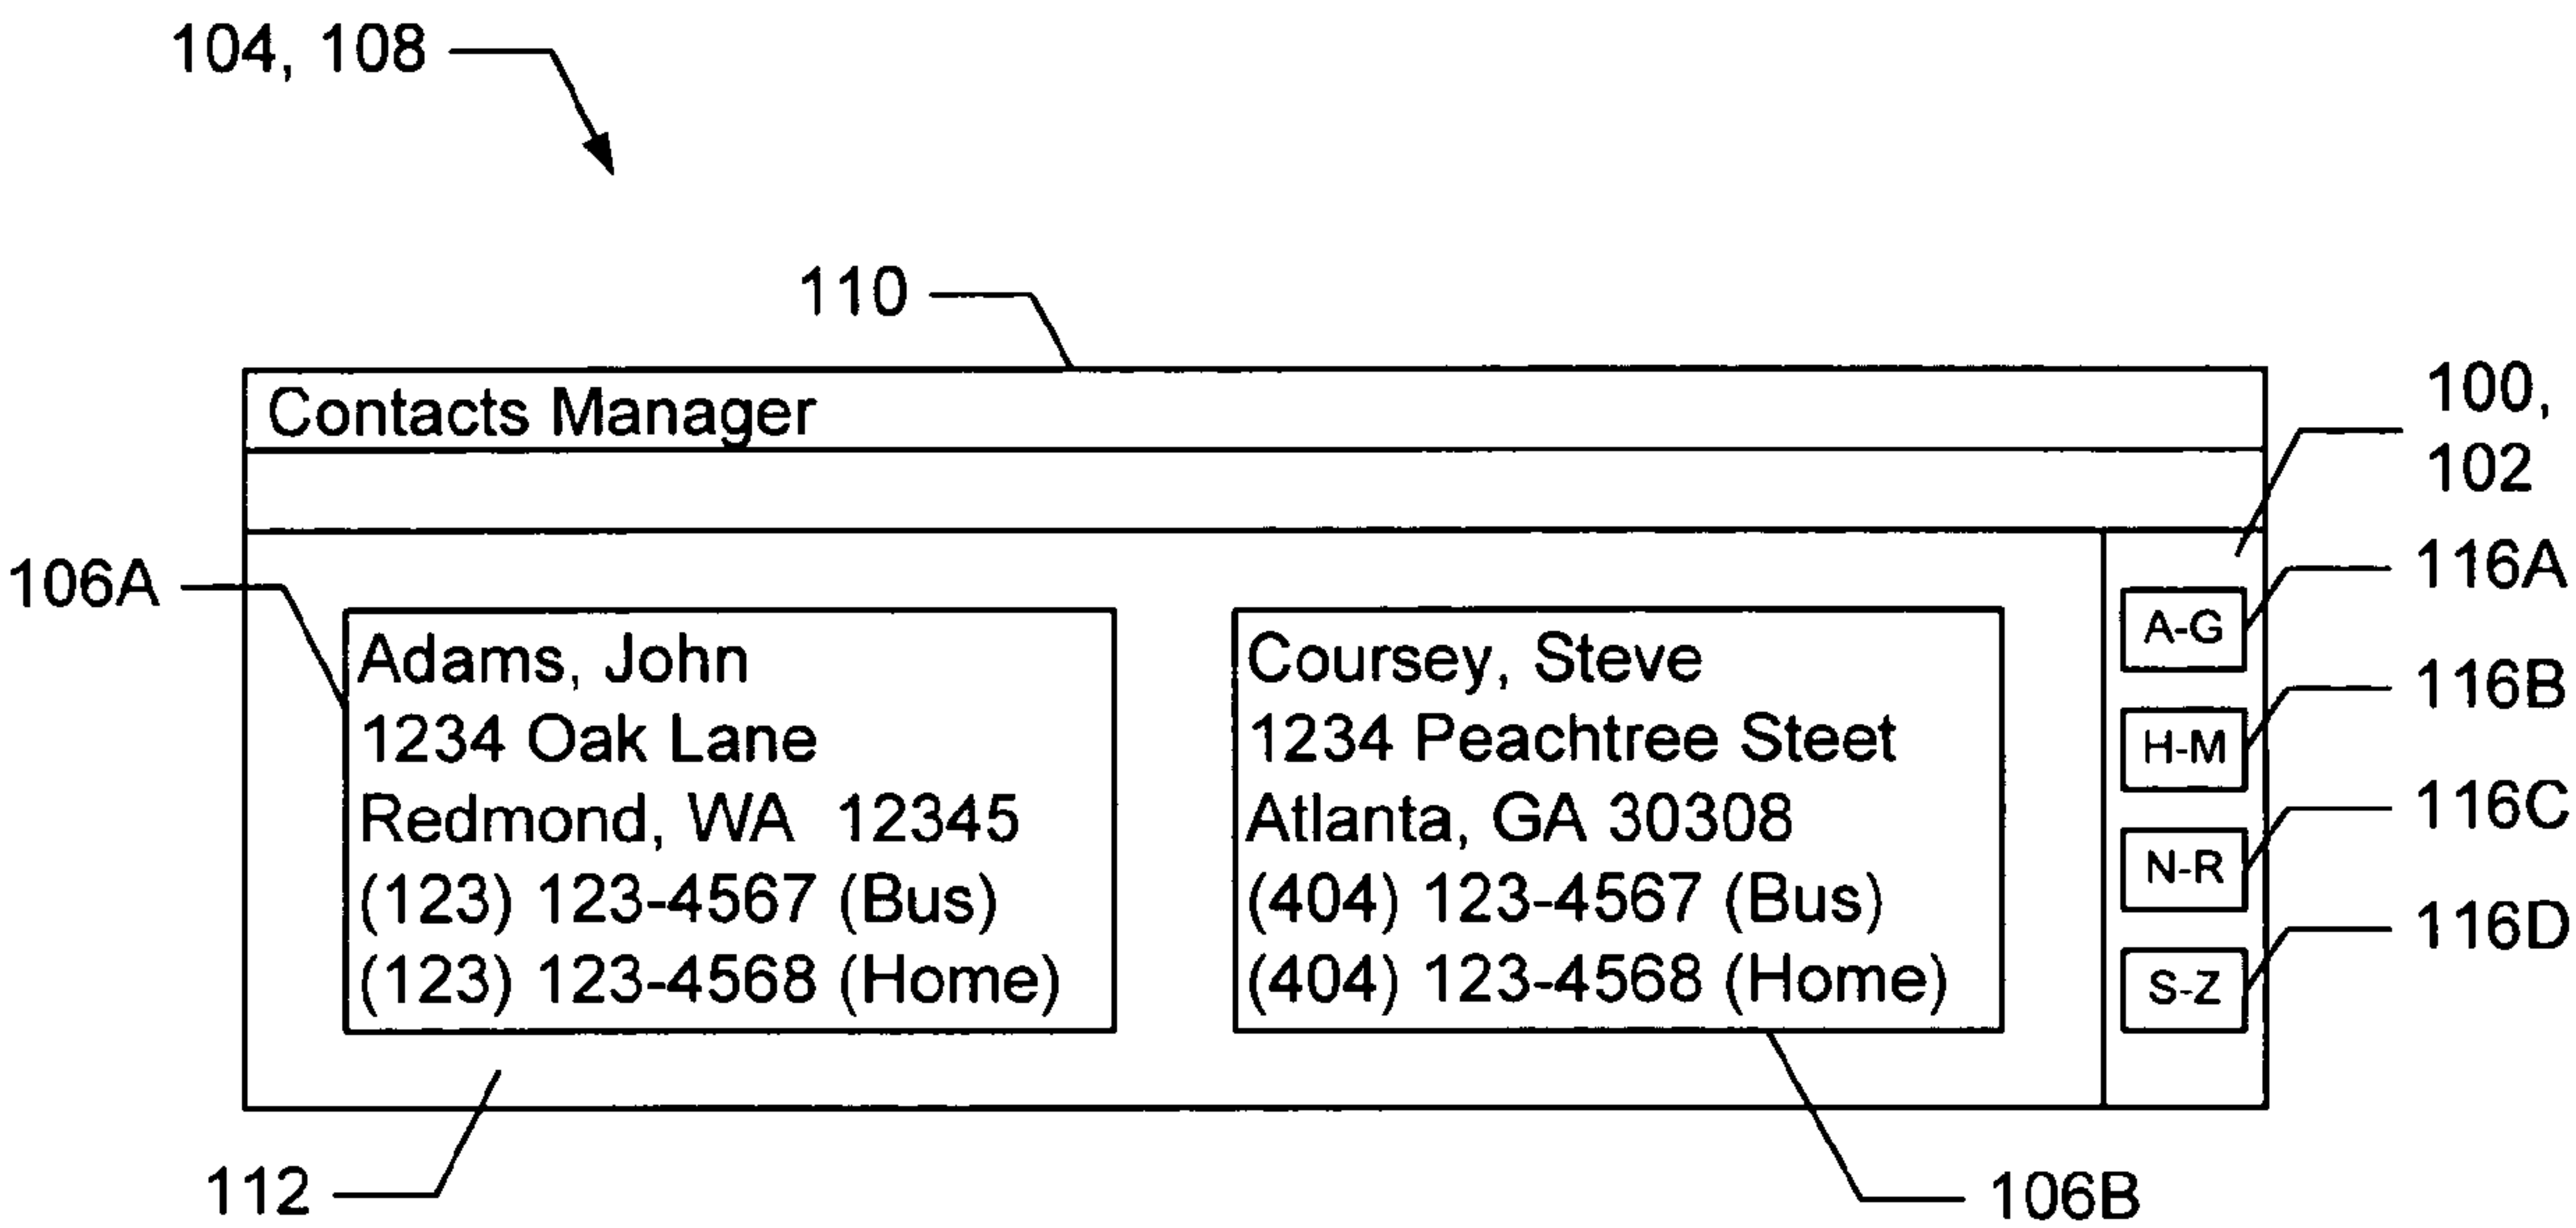 104, 108
110
Contacts Manager
100,
102
106A
116A
A-G
Adams, John
1234 Oak Lane
Redmond, WA 12345
(123) 123-4567 (Bus)
(123) 123-4568 (Home)
Coursey, Steve
1234 Peachtree Steet
Atlanta, GA 30308
(404) 123-4567 (Bus)
(404) 123-4568 (Home)
116B
H-M
116C
N-R
116D
S-Z
112
106B